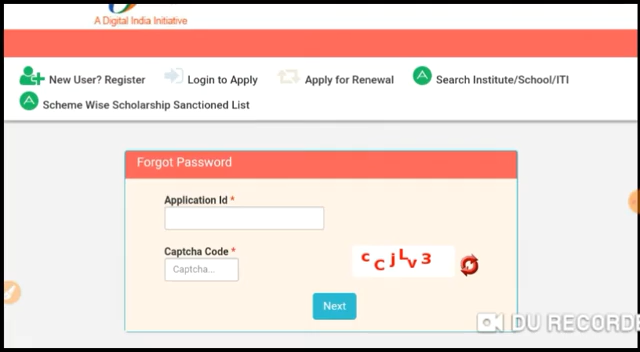 A Digital India Initiative
New User? Register Login to Apply Apply for Renewal Search Institute/School/ITI
Scheme Wise Scholarship Sanctioned List
Forgot Password
Application Id *
Captcha Code *
Captcha...
c C j L v 3
Next
DU RECORDE